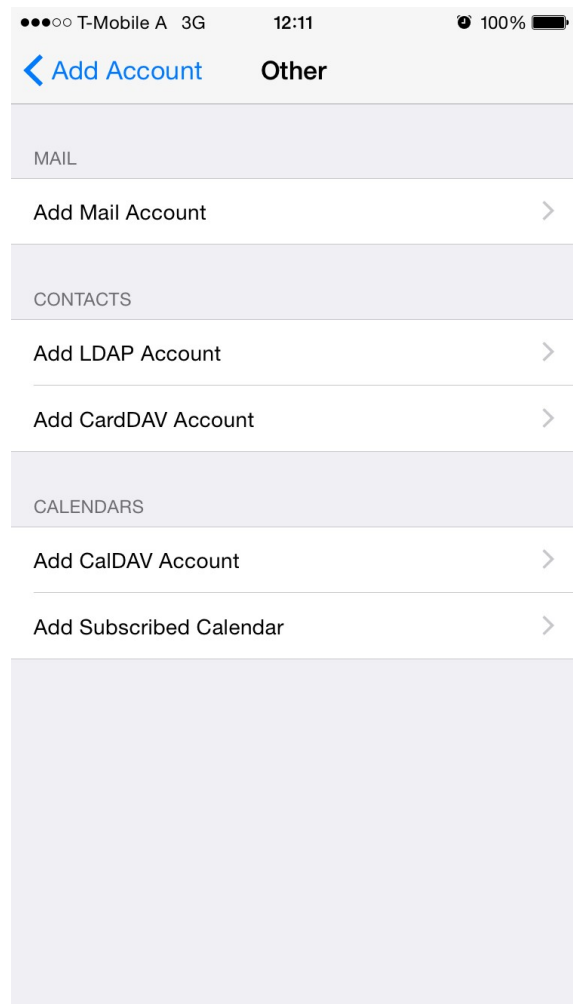 T-Mobile A 3G 12:11 100%
Add Account Other
MAIL
Add Mail Account
CONTACTS
Add LDAP Account
Add CardDAV Account
CALENDARS
Add CalDAV Account
Add Subscribed Calendar